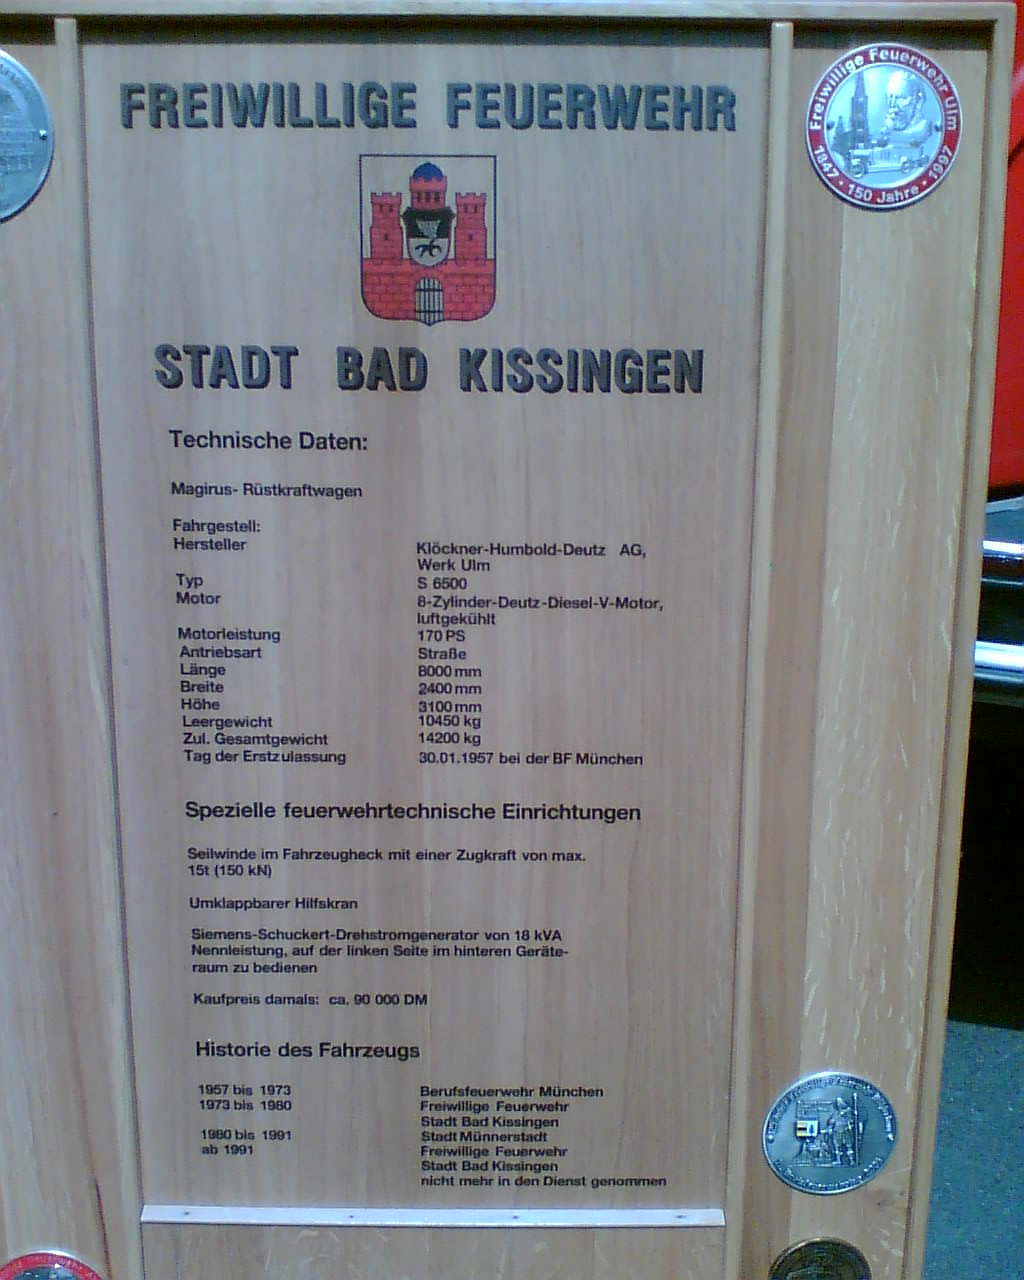 FREIWILLIGE FEUERWEHR
STADT BAD KISSINGEN
Technische Daten:
Magirus- Rüstkraftwagen
Fahrgestell:
Hersteller Klöckner-Humbold-Deutz AG,
Werk Ulm
Typ S 6500
Motor 8-Zylinder-Deutz-Diesel-V-Motor,
luftgekühlt
Motorleistung 170 PS
Antriebsart Straße
Länge 8000 mm
Breite 2400 mm
Höhe 3100 mm
Leergewicht 10450 kg
Zul. Gesamtgewicht 14200 kg
Tag der Erstzulassung 30.01.1957 bei der BF München
Spezielle feuerwehrtechnische Einrichtungen
Seilwinde im Fahrzeugheck mit einer Zugkraft von max.
15t (150 kN)
Umklappbarer Hilfskran
Siemens-Schuckert-Drehstromgenerator von 18 kVA
Nennleistung, auf der linken Seite im hinteren Geräte-
raum zu bedienen
Kaufpreis damals: ca. 90 000 DM
Historie des Fahrzeugs
1957 bis 1973 Berufsfeuerwehr München
1973 bis 1980 Freiwillige Feuerwehr
Stadt Bad Kissingen
1980 bis 1991 Stadt Münnerstadt
ab 1991 Freiwillige Feuerwehr
Stadt Bad Kissingen
nicht mehr in den Dienst genommen
Freiwillige Feuerwehr Ulm
1847 • 150 Jahre • 1997